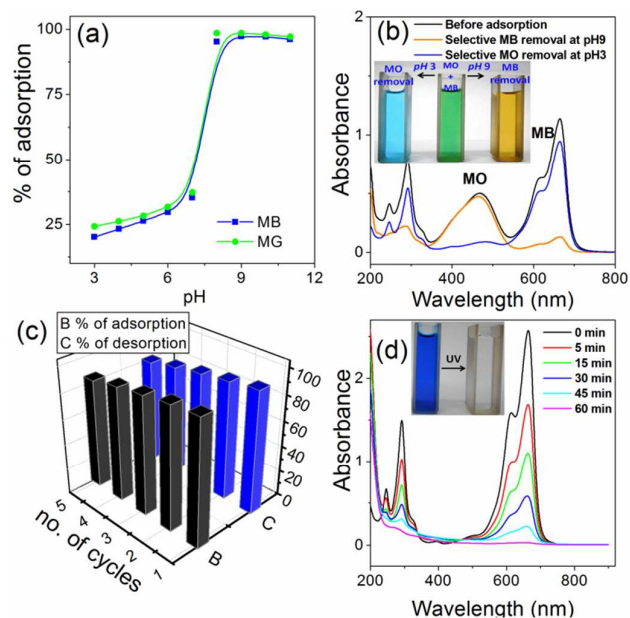 (a)
% of adsorption
100
75
50
25
3
6
9
12
pH
MB
MG
(b)
Before adsorption
Selective MB removal at pH9
Selective MO removal at pH3
MO
removal
pH 3
MO
+
MB
pH 9
MB
removal
MO
MB
Absorbance
2
1
0
200
400
600
800
Wavelength (nm)
(c)
B % of adsorption
C % of desorption
100
80
60
40
20
0
5
4
3
2
1
no. of cycles
B
C
(d)
UV
0 min
5 min
15 min
30 min
45 min
60 min
Absorbance
2
1
0
200
400
600
800
Wavelength (nm)